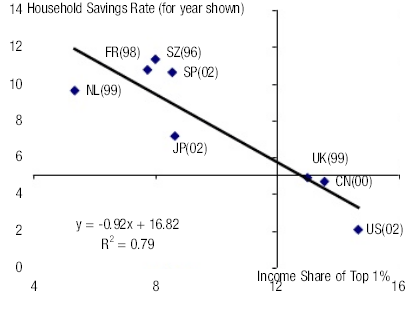 14 Household Savings Rate (for year shown)
12
FR(98) SZ(96)
SP(02)
10
NL(99)
8
JP(02)
6
UK(99)
CN(00)
4
y = -0.92x + 16.82
R² = 0.79
2
US(02)
0
Income Share of Top 1%
4 8 12 16